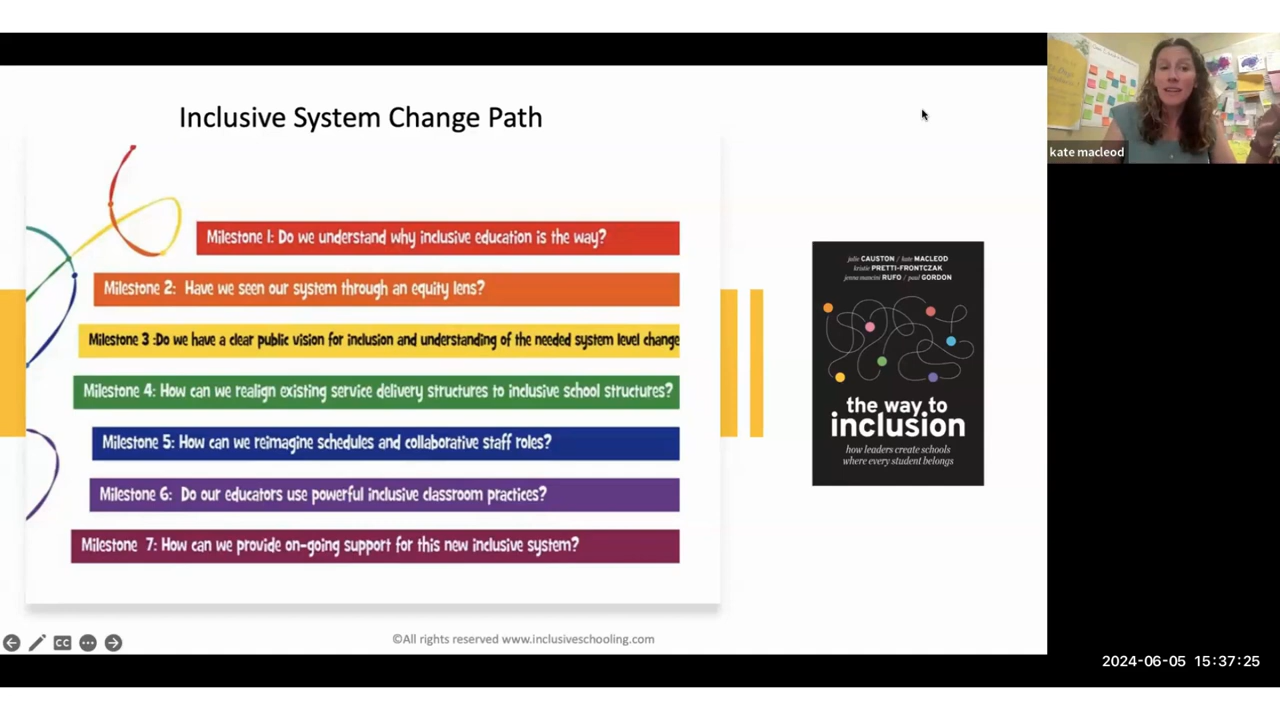 Inclusive System Change Path
Milestone 1: Do we understand why inclusive education is the way?
Milestone 2: Have we seen our system through an equity lens?
Milestone 3 :Do we have a clear public vision for inclusion and understanding of the needed system level change
Milestone 4: How can we realign existing service delivery structures to inclusive school structures?
Milestone 5: How can we reimagine schedules and collaborative staff roles?
Milestone 6: Do our educators use powerful inclusive classroom practices?
Milestone 7: How can we provide on-going support for this new inclusive system?
©All rights reserved www.inclusiveschooling.com
CC
julie CAUSTON / kate MACLEOD
kristie PRETTI-FRONTCZAK
jenna mancini RUFO / paul GORDON
the way to
inclusion
how leaders create schools
where every student belongs
kate macleod
2024-06-05 15:37:25